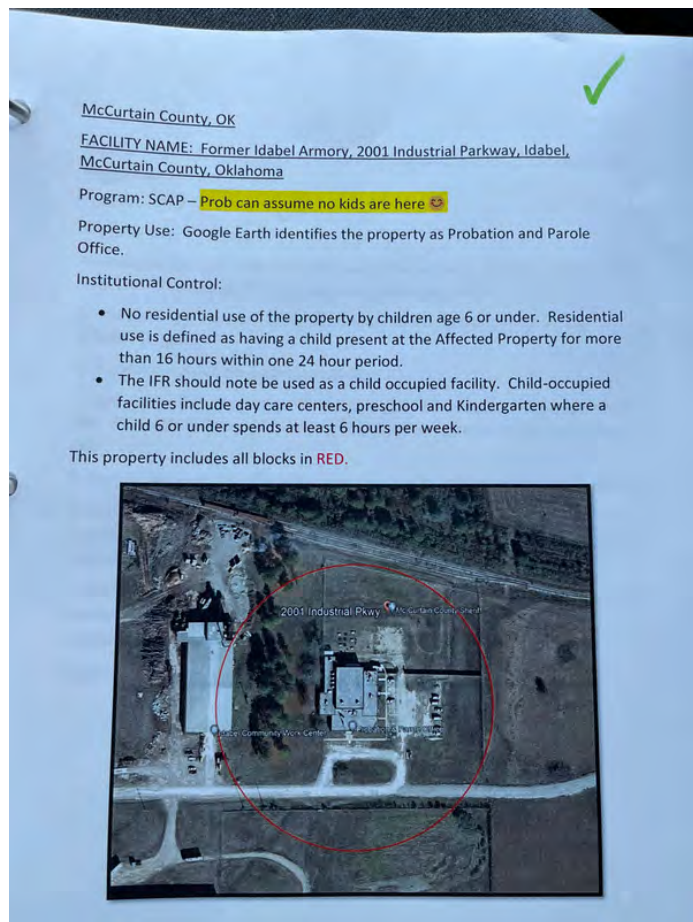 McCurtain County, OK
FACILITY NAME: Former Idabel Armory, 2001 Industrial Parkway, Idabel,
McCurtain County, Oklahoma
Program: SCAP – Prob can assume no kids are here 😊
Property Use: Google Earth identifies the property as Probation and Parole
Office.
Institutional Control:
• No residential use of the property by children age 6 or under. Residential
use is defined as having a child present at the Affected Property for more
than 16 hours within one 24 hour period.
• The IFR should note be used as a child occupied facility. Child-occupied
facilities include day care centers, preschool and Kindergarten where a
child 6 or under spends at least 6 hours per week.
This property includes all blocks in RED.
2001 Industrial Pkwy
McCurtain County Sheriff
Community Work Center